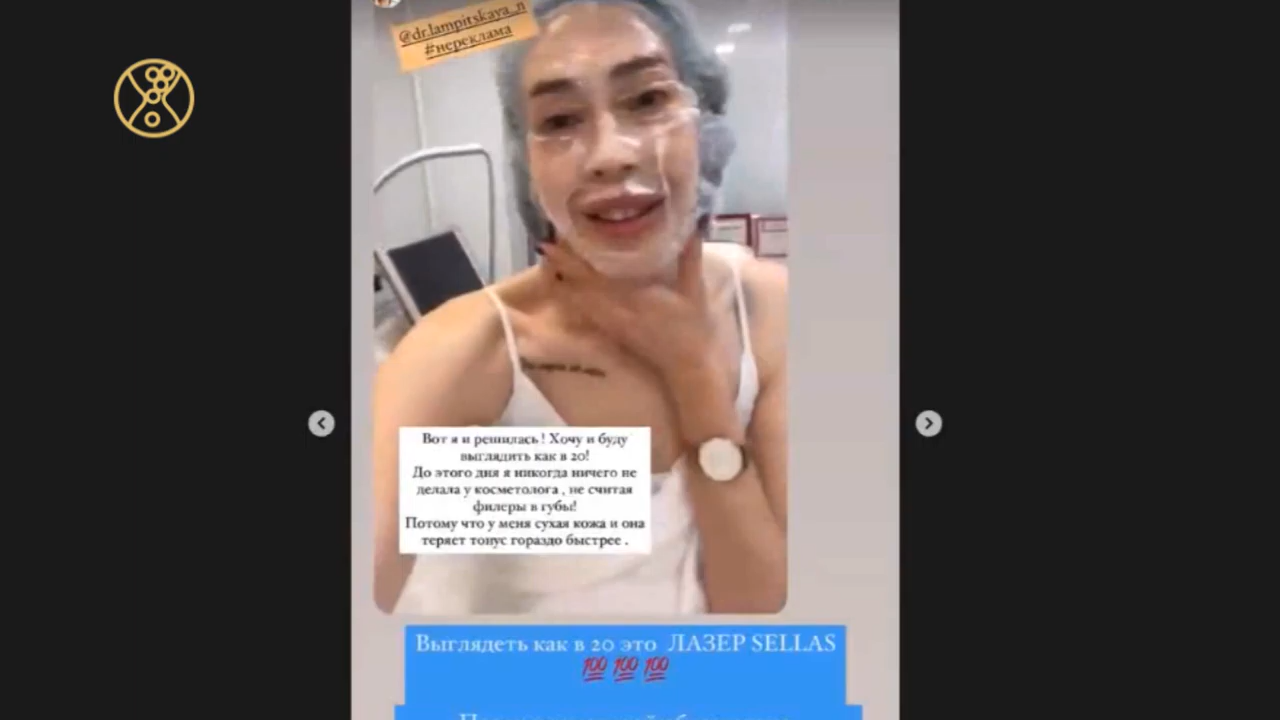 @dr.lampitskaya_n
#нереклама
Вот я и решилась! Хочу и буду
выглядить как в 20!
До этого дня я никогда ничего не
делала у косметолога , не считая
филеры в губы!
Потому что у меня сухая кожа и она
теряет тонус гораздо быстрее .
Выглядеть как в 20 это ЛАЗЕР SELLAS
💯 💯 💯